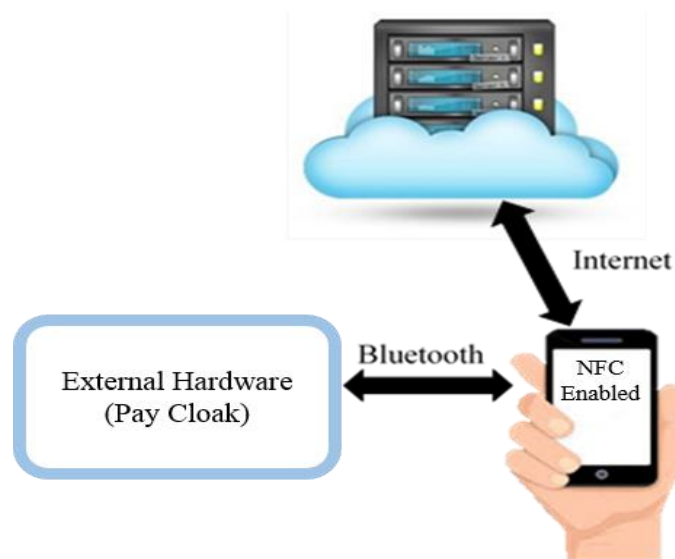 Internet
Bluetooth
NFC
Enabled
External Hardware
(Pay Cloak)